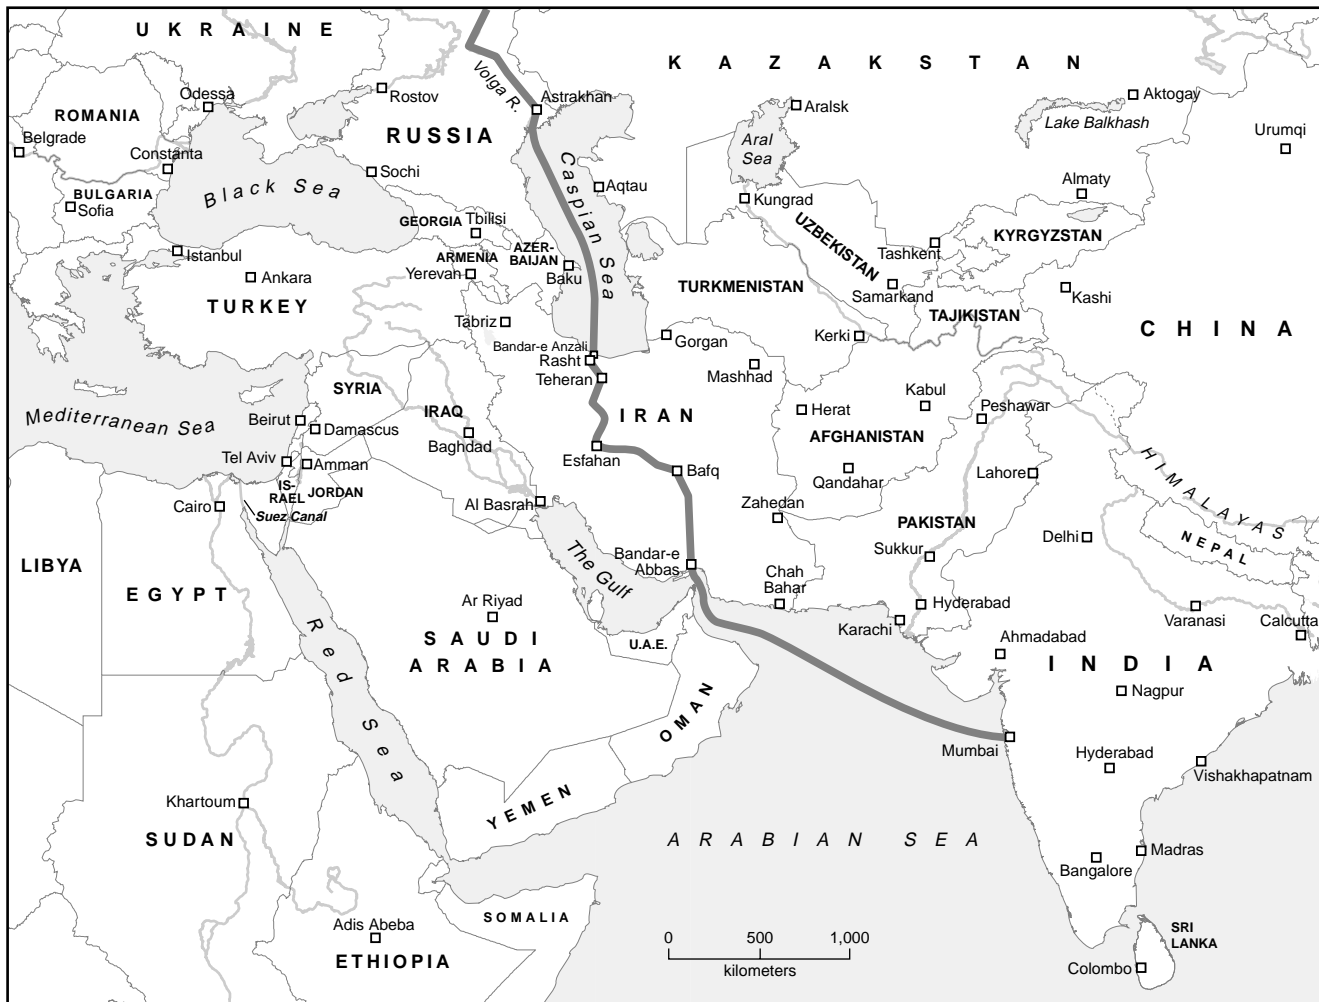 UKRAINE
KAZAKSTAN
Volga R.
Odessa
Rostov
Astrakhan
Aralsk
Aktogay
ROMANIA
RUSSIA
Lake Balkhash
Urumqi
Belgrade
Constanta
Aral
Sea
Sochi
Caspian Sea
Aqtau
Almaty
BULGARIA
Black Sea
Kungrad
Sofia
GEORGIA
Tbilisi
UZBEKISTAN
KYRGYZSTAN
Istanbul
ARMENIA
AZER-
BAIJAN
Tashkent
Ankara
Yerevan
Baku
TURKMENISTAN
Samarkand
Kashi
TURKEY
TAJIKISTAN
CHINA
Tabriz
Bandar-e Anzali
Gorgan
Kerki
Rasht
Teheran
Mashhad
SYRIA
Kabul
Mediterranean Sea
Beirut
IRAQ
IRAN
Herat
Peshawar
Damascus
Baghdad
AFGHANISTAN
Tel Aviv
Amman
Esfahan
Bafq
Qandahar
Lahore
HIMALAYAS
IS-
RAEL
JORDAN
Cairo
Suez Canal
Al Basrah
Zahedan
PAKISTAN
Delhi
NEPAL
LIBYA
The Gulf
Bandar-e
Abbas
Sukkur
EGYPT
Chah
Bahar
Ar Riyad
Hyderabad
Varanasi
Calcutta
Karachi
Red Sea
SAUDI
ARABIA
U.A.E.
Ahmadabad
INDIA
Nagpur
OMAN
Mumbai
Hyderabad
Vishakhapatnam
Khartoum
YEMEN
SUDAN
ARABIAN SEA
Madras
Bangalore
Adis Abeba
SOMALIA
SRI
LANKA
0
500
1,000
kilometers
ETHIOPIA
Colombo